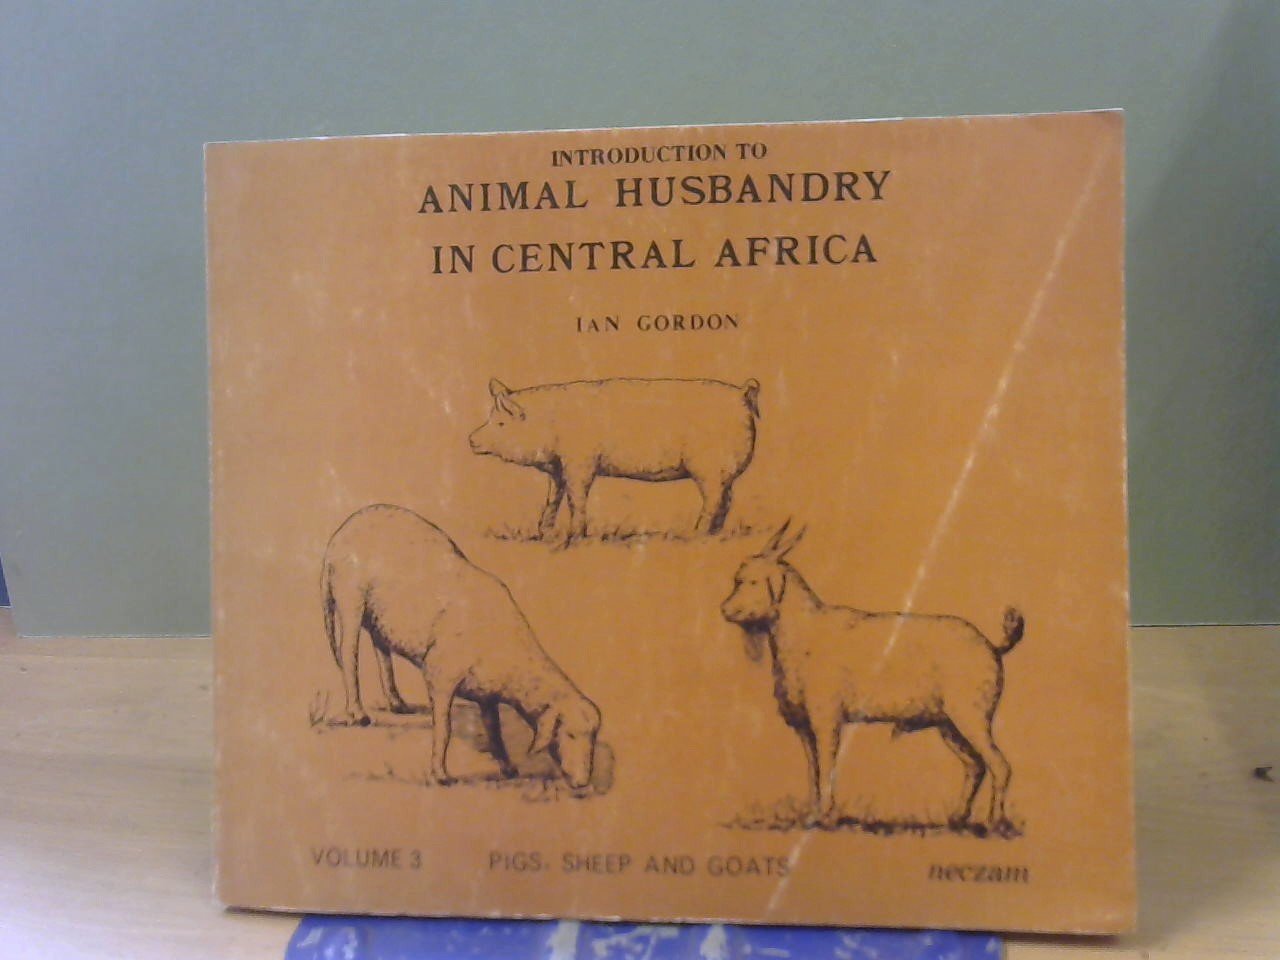 INTRODUCTION TO
ANIMAL HUSBANDRY
IN CENTRAL AFRICA
IAN GORDON
VOLUME 3 PIGS, SHEEP AND GOATS neczam